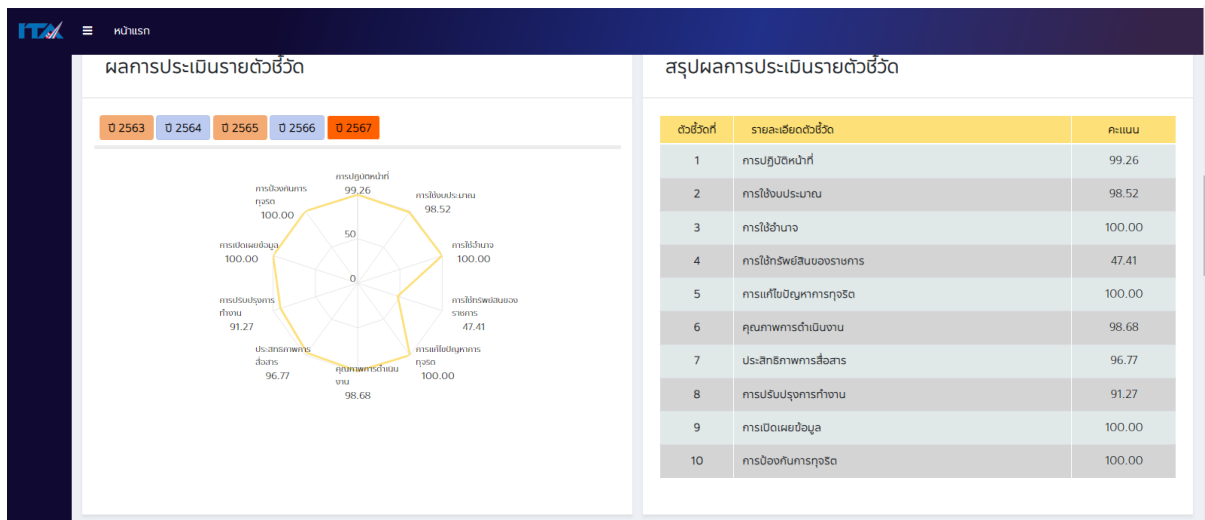 ITA
หน้าแรก
ผลการประเมินรายตัวชี้วัด
ปี 2563 ปี 2564 ปี 2565 ปี 2566 ปี 2567
การปฏิบัติหน้าที่
99.26
การใช้งบประมาณ
98.52
การใช้อำนาจ
100.00
การใช้ทรัพย์สินของ
ราชการ
47.41
การแก้ไขปัญหาการ
ทุจริต
100.00
คุณภาพการดำเนิน
งาน
98.68
ประสิทธิภาพการ
สื่อสาร
96.77
การปรับปรุงการ
ทำงาน
91.27
การเปิดเผยข้อมูล
100.00
การป้องกันการ
ทุจริต
100.00
50
0
สรุปผลการประเมินรายตัวชี้วัด
ตัวชี้วัดที่ รายละเอียดตัวชี้วัด คะแนน
1 การปฏิบัติหน้าที่ 99.26
2 การใช้งบประมาณ 98.52
3 การใช้อำนาจ 100.00
4 การใช้ทรัพย์สินของราชการ 47.41
5 การแก้ไขปัญหาการทุจริต 100.00
6 คุณภาพการดำเนินงาน 98.68
7 ประสิทธิภาพการสื่อสาร 96.77
8 การปรับปรุงการทำงาน 91.27
9 การเปิดเผยข้อมูล 100.00
10 การป้องกันการทุจริต 100.00